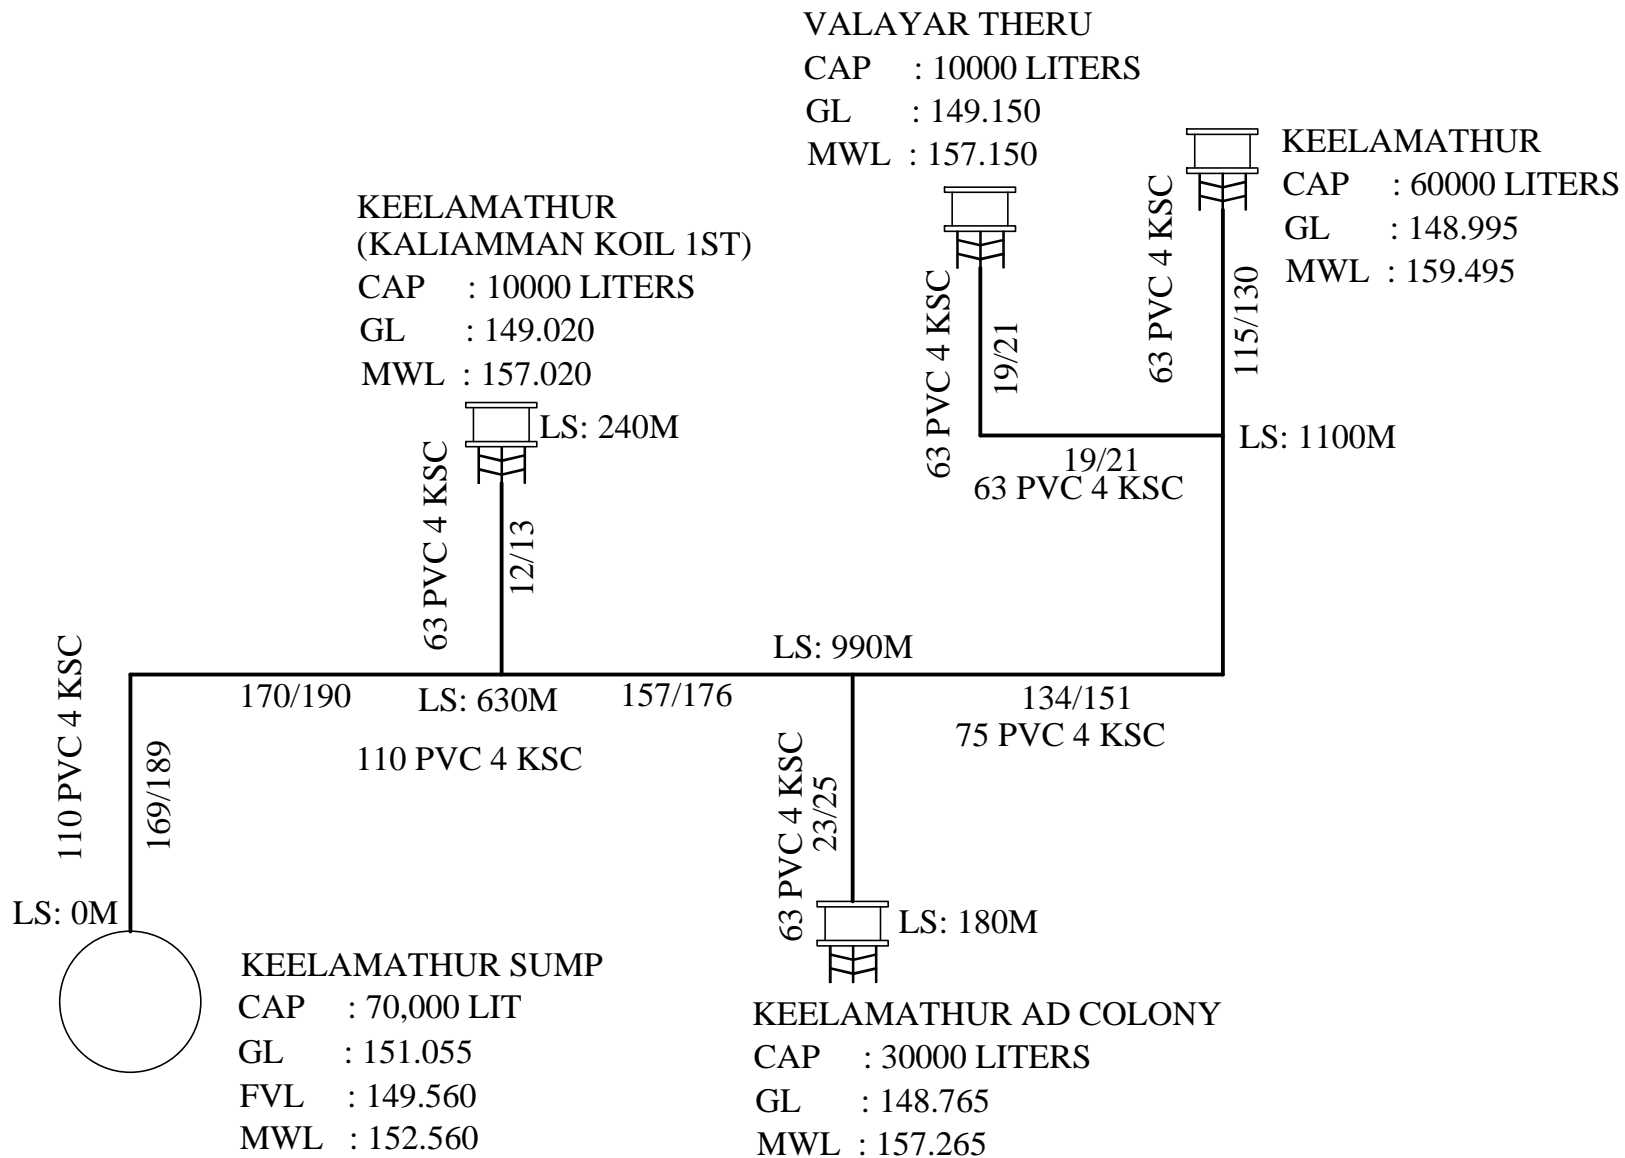 VALAYAR THERU
CAP : 10000 LITERS
GL : 149.150
MWL : 157.150
KEELAMATHUR
CAP : 60000 LITERS
GL : 148.995
MWL : 159.495
63 PVC 4 KSC
115/130
KEELAMATHUR
(KALIAMMAN KOIL 1ST)
CAP : 10000 LITERS
GL : 149.020
MWL : 157.020
LS: 240M
63 PVC 4 KSC
12/13
63 PVC 4 KSC
19/21
LS: 1100M
19/21
63 PVC 4 KSC
LS: 990M
110 PVC 4 KSC
169/189
170/190
LS: 630M
157/176
134/151
110 PVC 4 KSC
75 PVC 4 KSC
63 PVC 4 KSC
23/25
LS: 0M
LS: 180M
KEELAMATHUR SUMP
CAP : 70,000 LIT
GL : 151.055
FVL : 149.560
MWL : 152.560
KEELAMATHUR AD COLONY
CAP : 30000 LITERS
GL : 148.765
MWL : 157.265